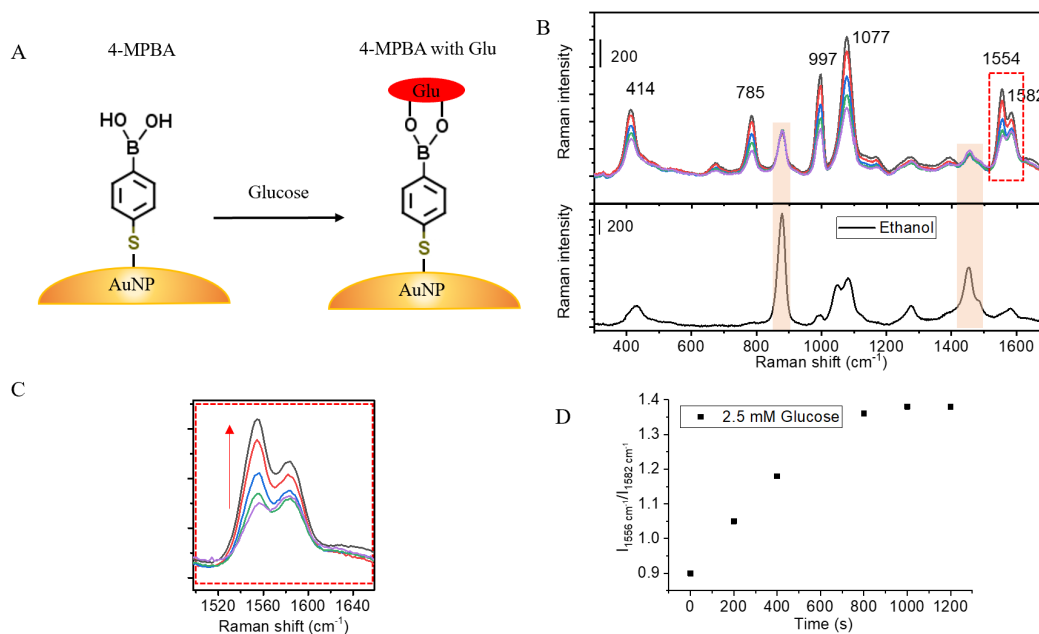 A
4-MPBA
4-MPBA with Glu
HO
OH
B
S
AuNP
Glucose
Glu
O
O
B
S
AuNP
B
200
414
785
997
1077
1554
1582
Raman intensity
200
Ethanol
Raman intensity
400 600 800 1000 1200 1400 1600
Raman shift (cm⁻¹)
C
1520 1560 1600 1640
Raman shift (cm⁻¹)
D
2.5 mM Glucose
1.4
1.3
1.2
1.1
1.0
0.9
I₁₅₅₆ cm⁻¹/I₁₅₈₂ cm⁻¹
0 200 400 600 800 1000 1200
Time (s)